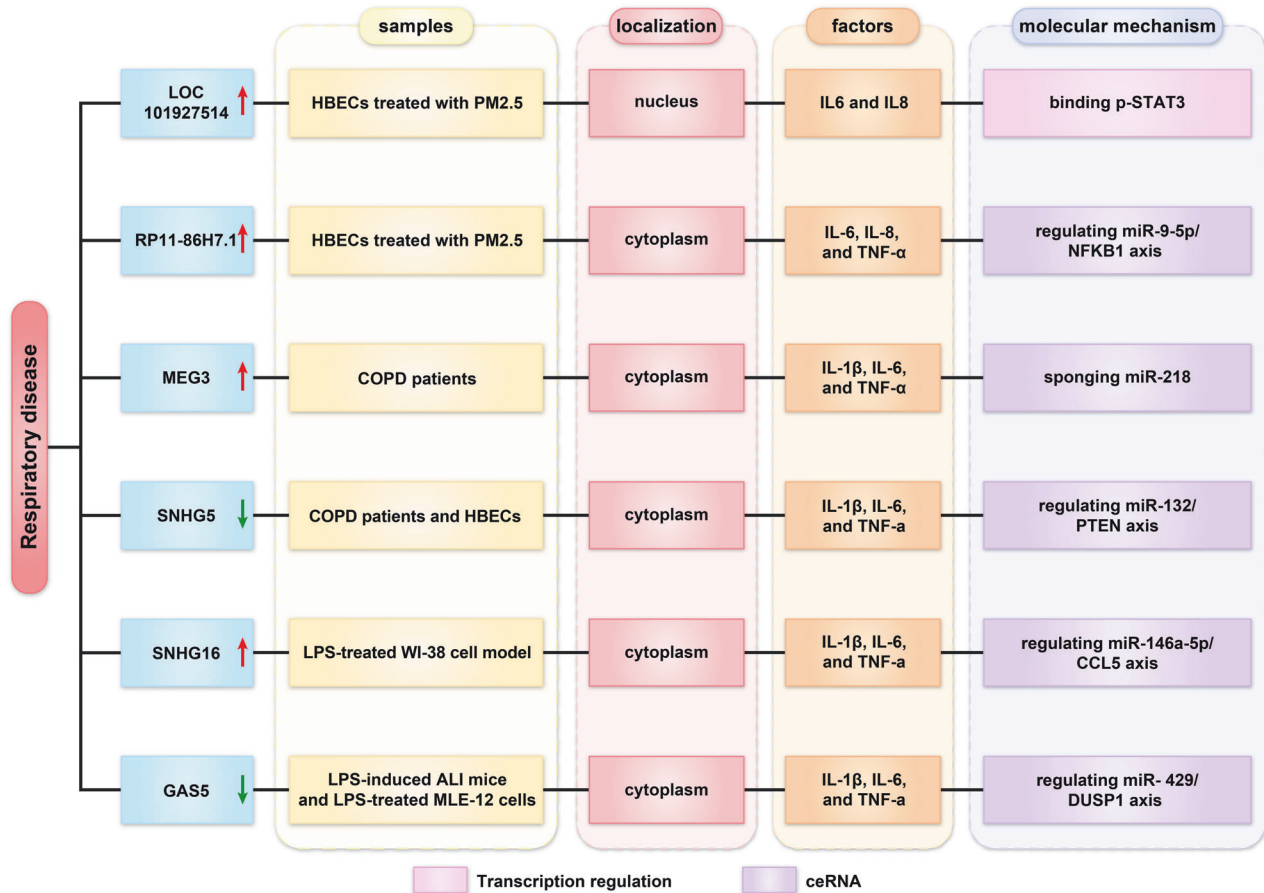 samples
localization
factors
molecular mechanism
Respiratory disease
LOC
101927514
HBECs treated with PM2.5
nucleus
IL6 and IL8
binding p-STAT3
RP11-86H7.1
HBECs treated with PM2.5
cytoplasm
IL-6, IL-8,
and TNF-α
regulating miR-9-5p/
NFKB1 axis
MEG3
COPD patients
cytoplasm
IL-1β, IL-6,
and TNF-α
sponging miR-218
SNHG5
COPD patients and HBECs
cytoplasm
IL-1β, IL-6,
and TNF-a
regulating miR-132/
PTEN axis
SNHG16
LPS-treated WI-38 cell model
cytoplasm
IL-1β, IL-6,
and TNF-a
regulating miR-146a-5p/
CCL5 axis
GAS5
LPS-induced ALI mice
and LPS-treated MLE-12 cells
cytoplasm
IL-1β, IL-6,
and TNF-a
regulating miR- 429/
DUSP1 axis
Transcription regulation
ceRNA